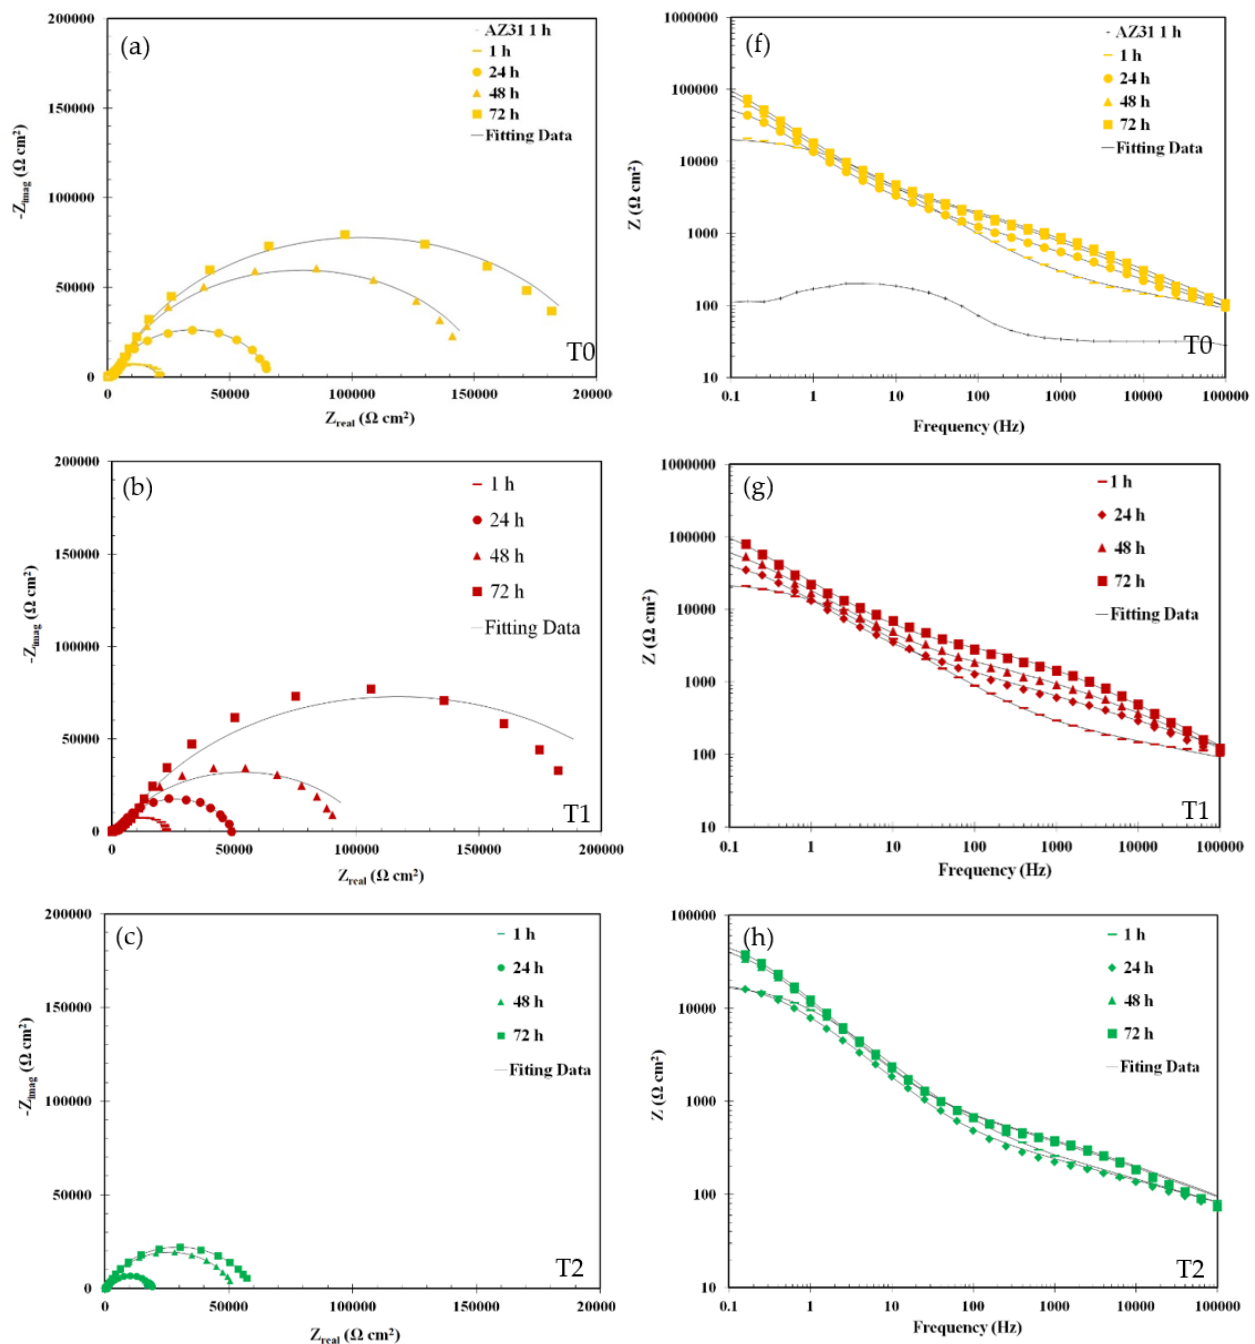 (a)
200000
150000
100000
50000
0
-Zimag (Ω cm²)
AZ31 1 h
1 h
24 h
48 h
72 h
Fitting Data
T0
0 50000 100000 150000 20000
Zreal (Ω cm²)
(f)
1000000
100000
10000
1000
100
10
Z (Ω cm²)
AZ31 1 h
1 h
24 h
48 h
72 h
Fitting Data
T0
0.1 1 10 100 1000 10000 100000
Frequency (Hz)
(b)
200000
150000
100000
50000
0
-Zimag (Ω cm²)
1 h
24 h
48 h
72 h
Fitting Data
T1
0 50000 100000 150000 200000
Zreal (Ω cm²)
(g)
1000000
100000
10000
1000
100
10
Z (Ω cm²)
1 h
24 h
48 h
72 h
Fitting Data
T1
0.1 1 10 100 1000 10000 100000
Frequency (Hz)
(c)
200000
150000
100000
50000
0
-Zimag (Ω cm²)
1 h
24 h
48 h
72 h
Fiting Data
T2
0 50000 100000 150000 20000
Zreal (Ω cm²)
(h)
100000
10000
1000
100
10
Z (Ω cm²)
1 h
24 h
48 h
72 h
Fiting Data
T2
0.1 1 10 100 1000 10000 100000
Frequency (Hz)